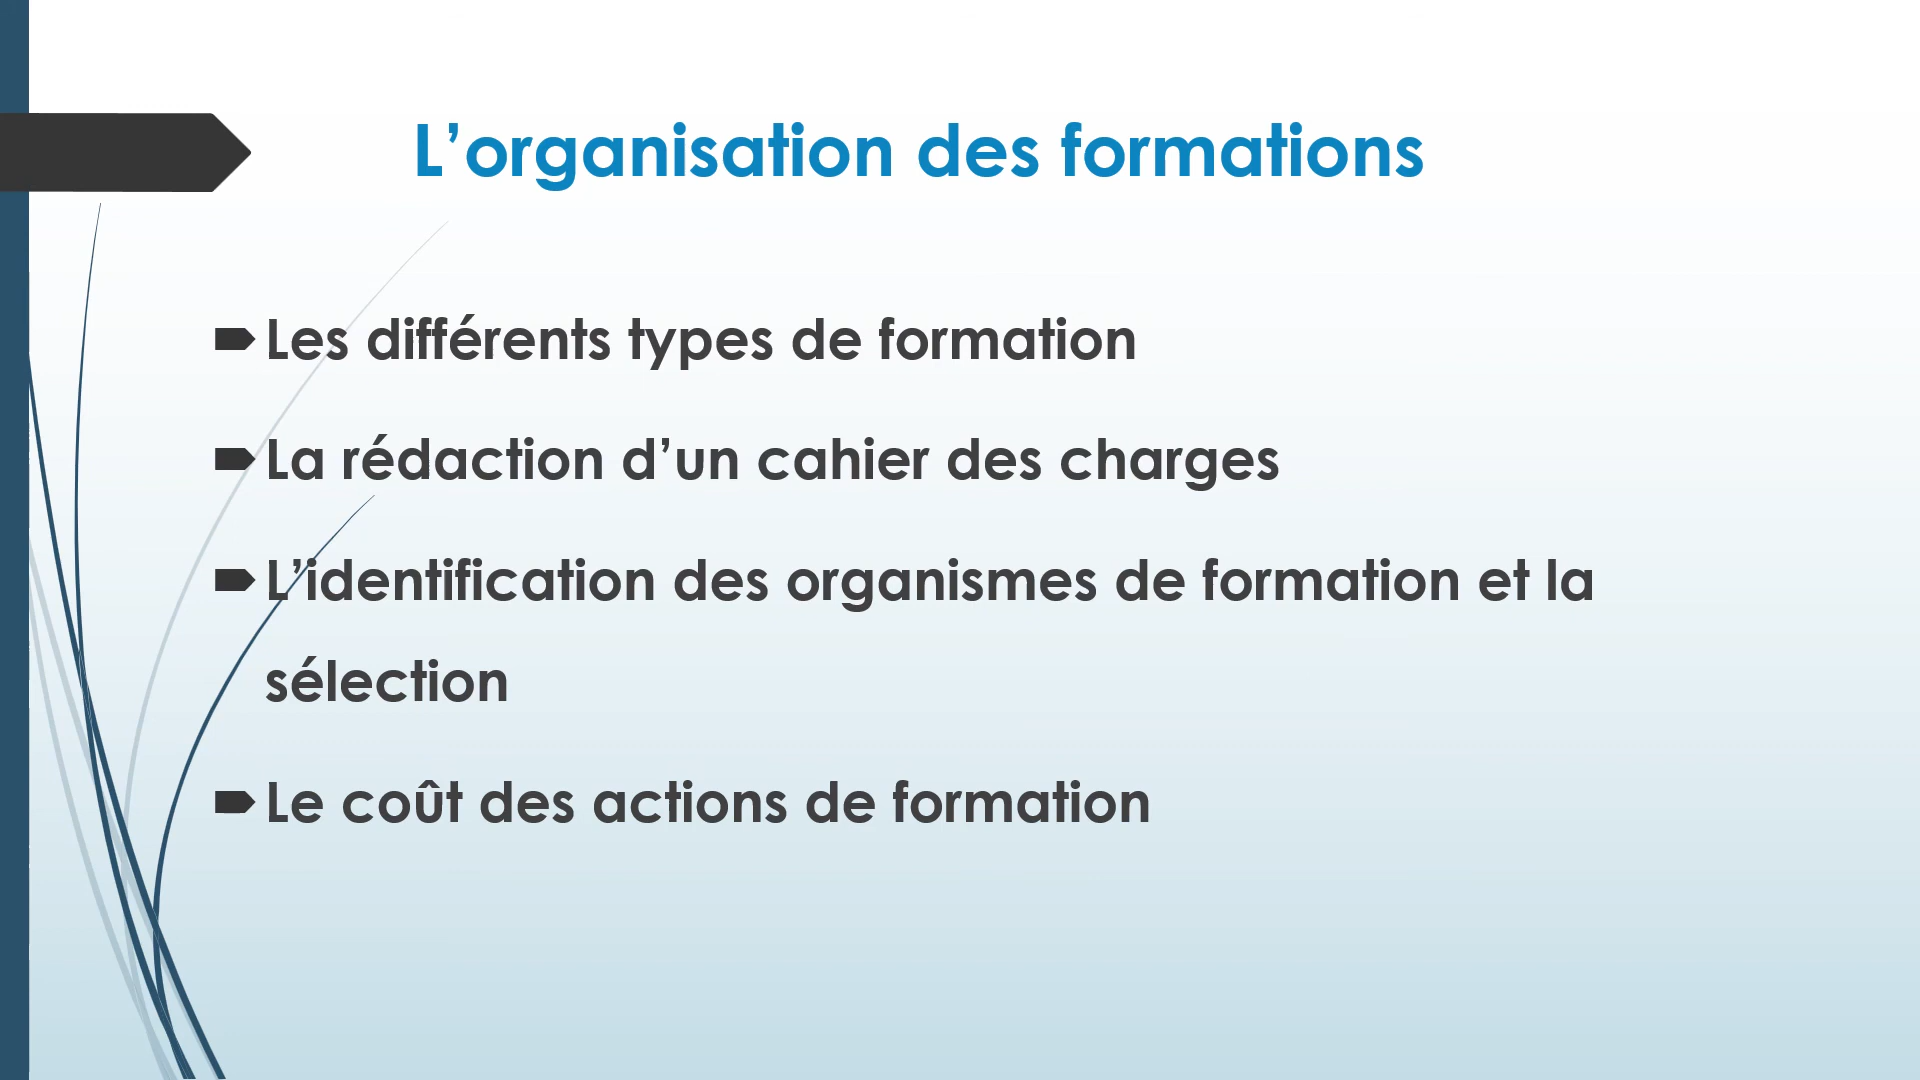 L’organisation des formations
Les différents types de formation
La rédaction d’un cahier des charges
L’identification des organismes de formation et la
sélection
Le coût des actions de formation